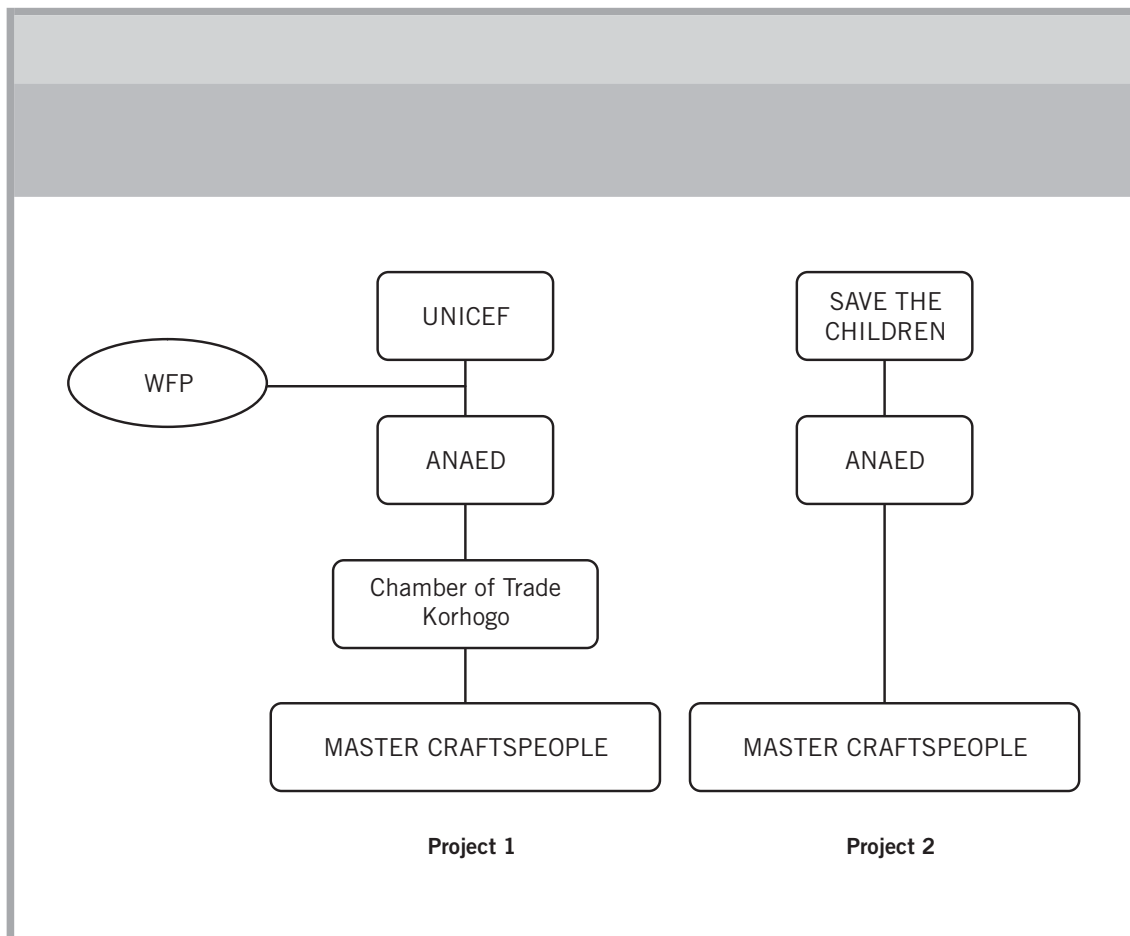 UNICEF
SAVE THE
CHILDREN
WFP
ANAED
ANAED
Chamber of Trade
Korhogo
MASTER CRAFTSPEOPLE
MASTER CRAFTSPEOPLE
Project 1
Project 2